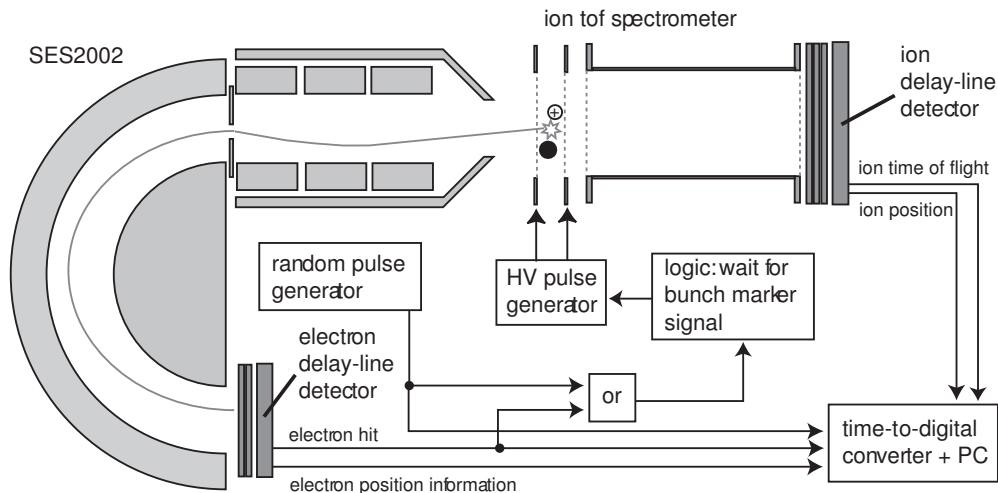 ion tof spectrometer
SES2002
ion
delay-line
detector
ion time of flight
ion position
random pulse
generator
HV pulse
generator
logic: wait for
bunch marker
signal
electron
delay-line
detector
or
electron hit
time-to-digital
converter + PC
electron position information